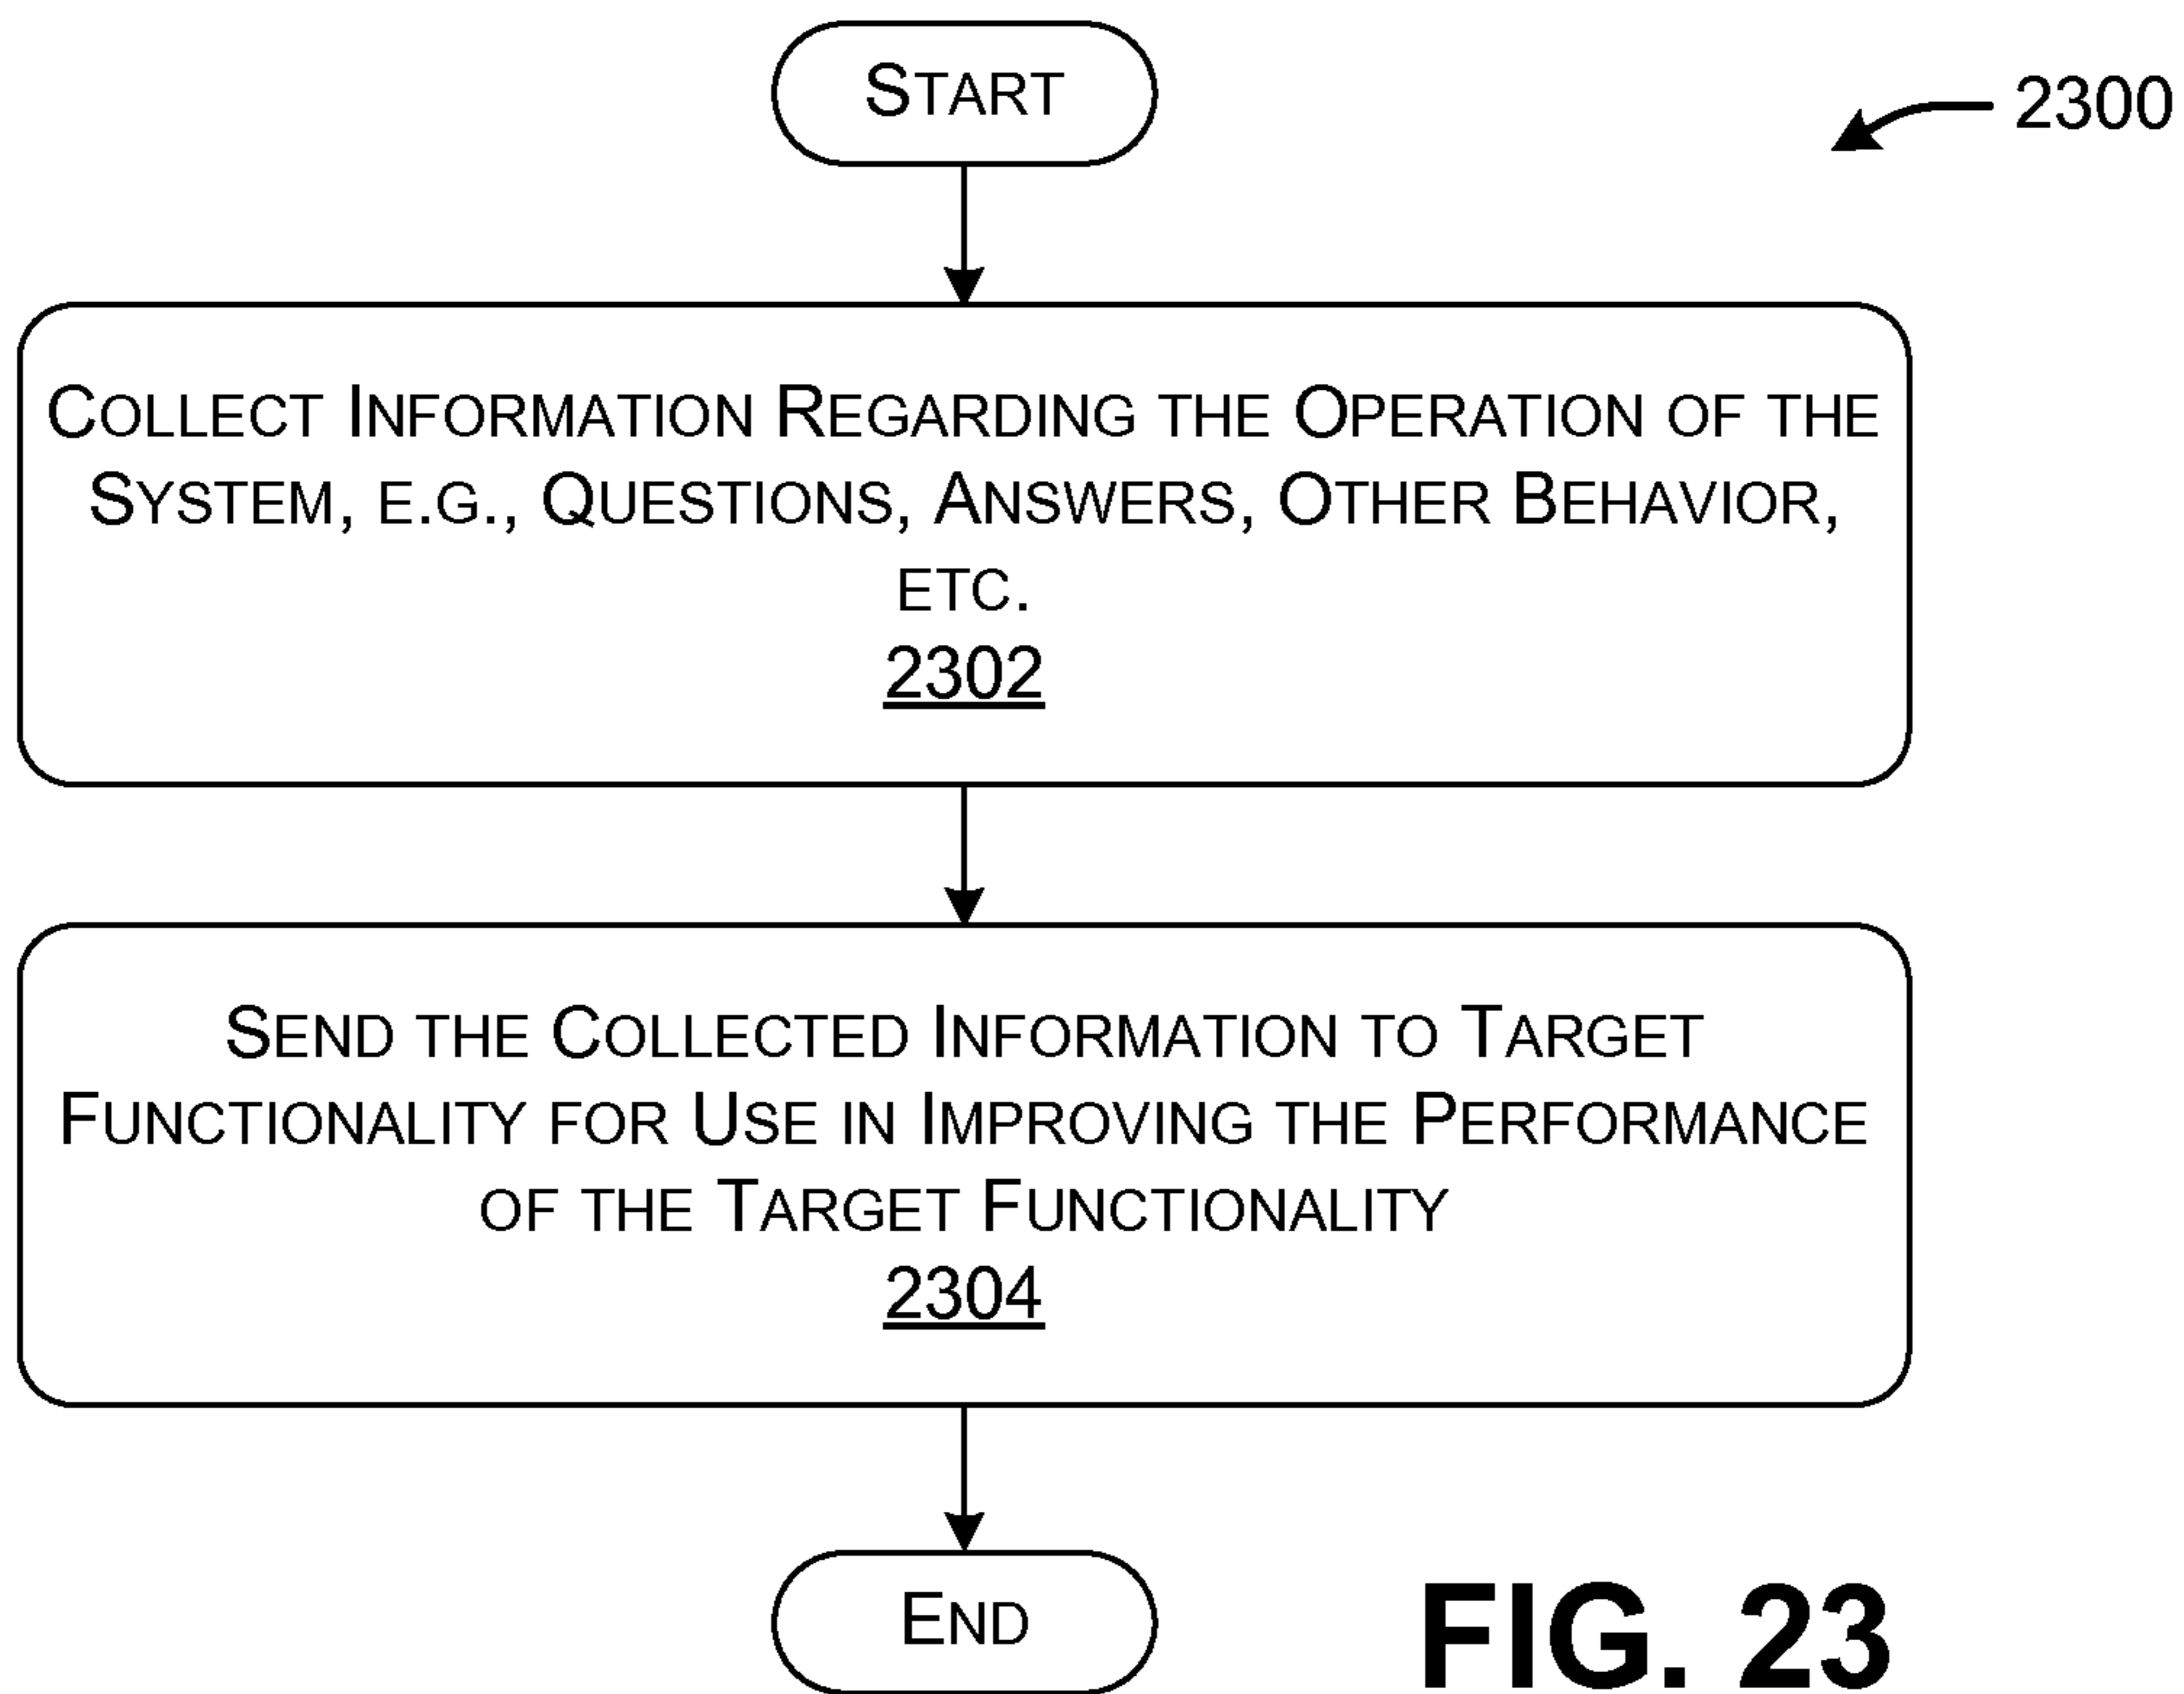 START
2300
COLLECT INFORMATION REGARDING THE OPERATION OF THE
SYSTEM, E.G., QUESTIONS, ANSWERS, OTHER BEHAVIOR,
ETC.
2302
SEND THE COLLECTED INFORMATION TO TARGET
FUNCTIONALITY FOR USE IN IMPROVING THE PERFORMANCE
OF THE TARGET FUNCTIONALITY
2304
END
FIG. 23